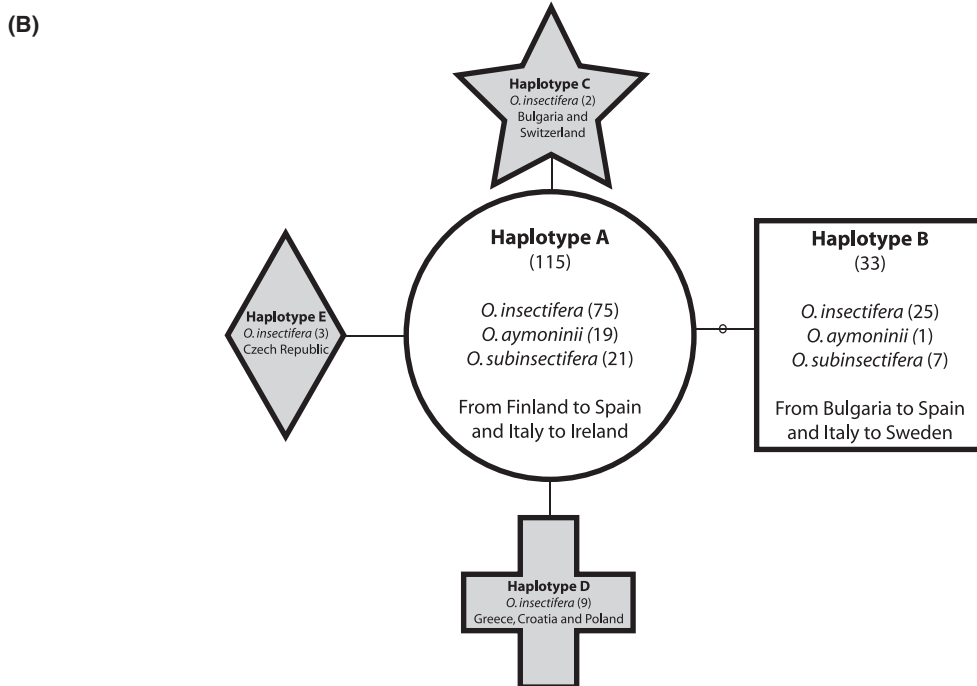 (B)
Haplotype C
O. insectifera (2)
Bulgaria and
Switzerland
Haplotype A
(115)
O. insectifera (75)
O. aymoninii (19)
O. subinsectifera (21)
From Finland to Spain
and Italy to Ireland
Haplotype B
(33)
O. insectifera (25)
O. aymoninii (1)
O. subinsectifera (7)
From Bulgaria to Spain
and Italy to Sweden
Haplotype E
O. insectifera (3)
Czech Republic
Haplotype D
O. insectifera (9)
Greece, Croatia and Poland